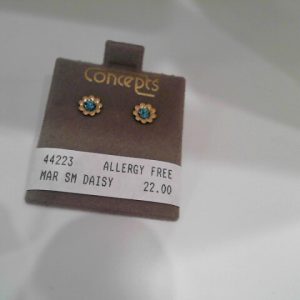 Concepts
44223 ALLERGY FREE
MAR SM DAISY 22.00